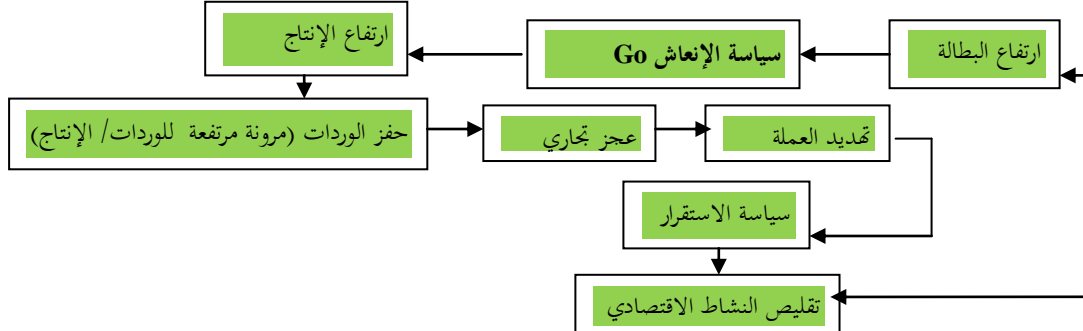 ارتفاع البطالة
سياسة الإنعاش Go
ارتفاع الإنتاج
حفز الوردات (مرونة مرتفعة للوردات/ الإنتاج)
عجز تجاري
تهديد العملة
سياسة الاستقرار
تقليص النشاط الاقتصادي